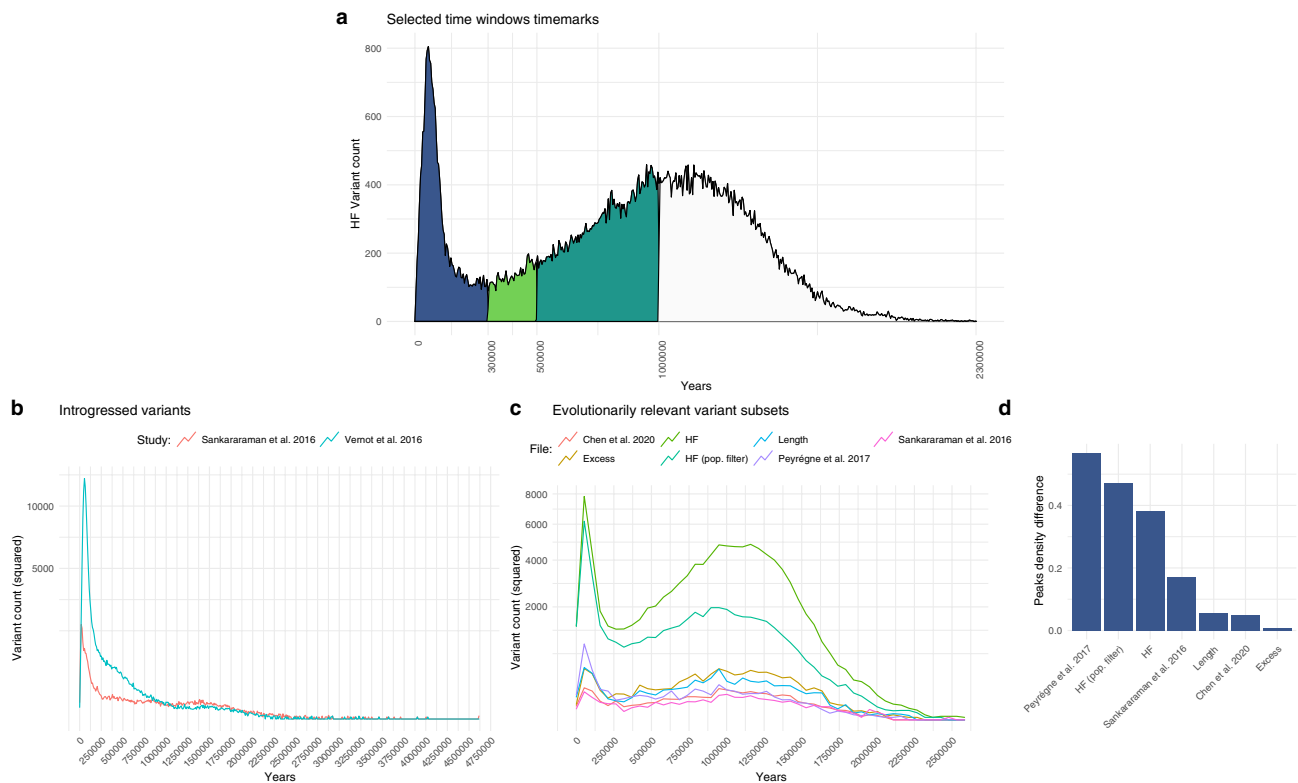 a Selected time windows timemarks
HF Variant count
800
600
400
200
0
0
300000
500000
1000000
2300000
Years
b Introgressed variants
Study: Sankararaman et al. 2016 Vernot et al. 2016
Variant count (squared)
10000
5000
0
250000
500000
750000
1000000
1250000
1500000
1750000
2000000
2250000
2500000
2750000
3000000
3250000
3500000
3750000
4000000
4250000
4500000
4750000
Years
c Evolutionarily relevant variant subsets
File: Chen et al. 2020 HF Length Sankararaman et al. 2016
Excess HF (pop. filter) Peyrégne et al. 2017
Variant count (squared)
8000
6000
4000
2000
0
250000
500000
750000
1000000
1250000
1500000
1750000
2000000
2250000
2500000
Years
d
Peaks density difference
0.4
0.2
0.0
Peyrégne et al. 2017
HF (pop. filter)
HF
Sankararaman et al. 2016
Length
Chen et al. 2020
Excess